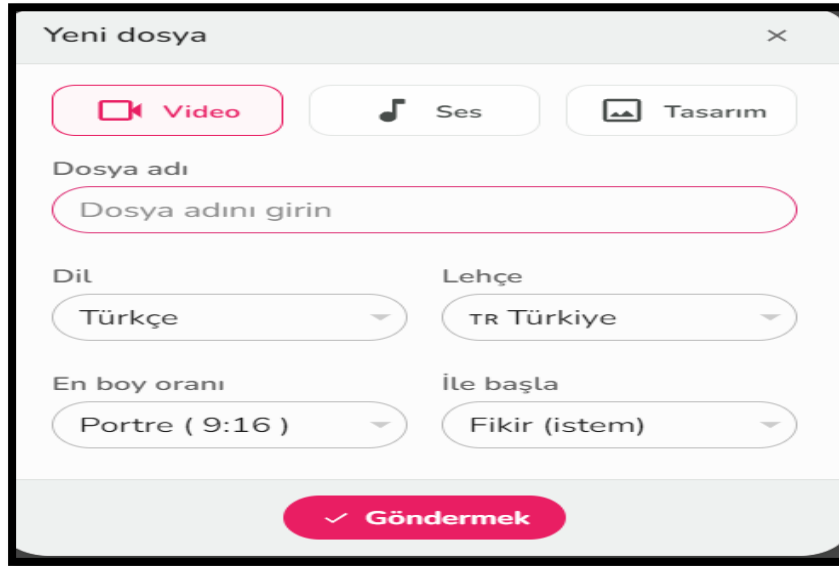 Yeni dosya
Video Ses Tasarım
Dosya adı
Dosya adını girin
Dil Lehçe
Türkçe TR Türkiye
En boy oranı İle başla
Portre ( 9:16 ) Fikir (istem)
Göndermek